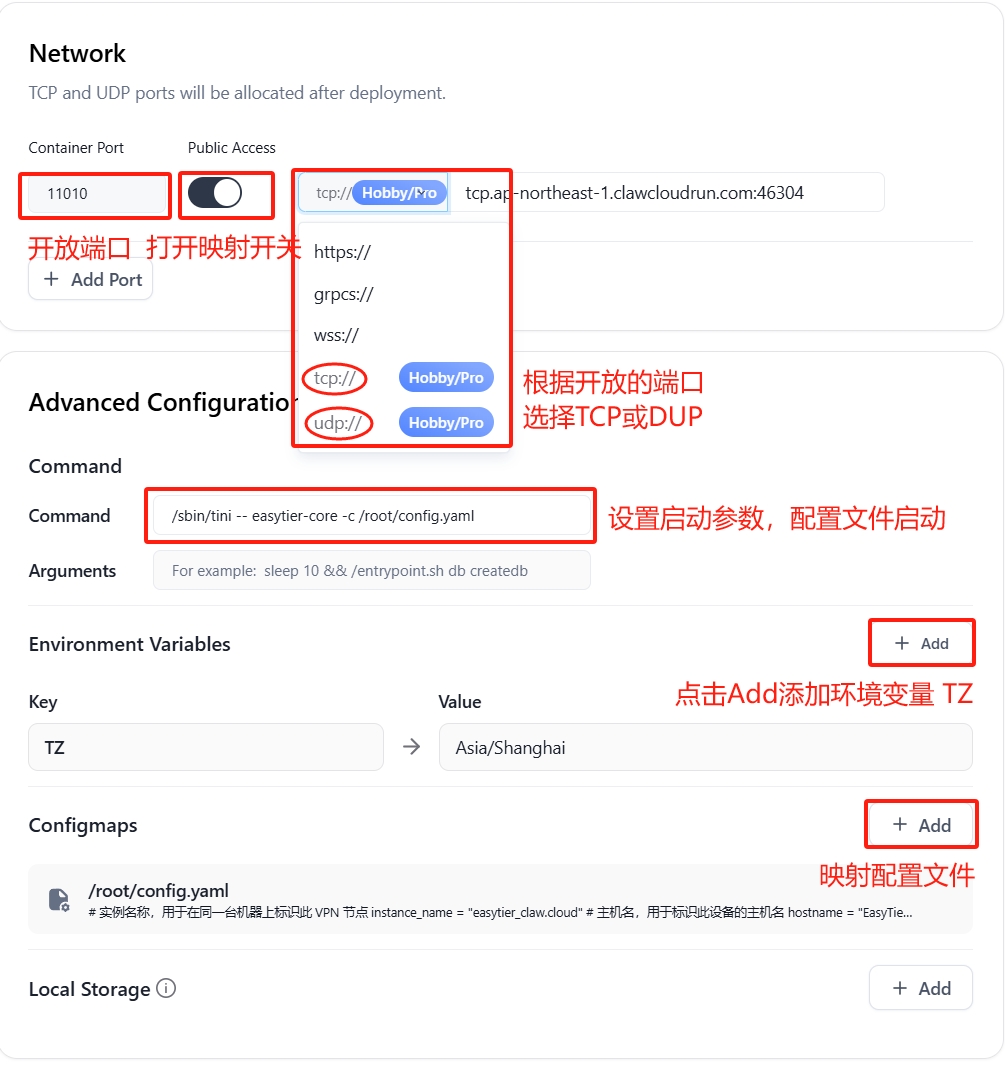 Network
TCP and UDP ports will be allocated after deployment.
Container Port
Public Access
11010
tcp://
Hobby/Pro
tcp.ap-northeast-1.clawcloudrun.com:46304
开放端口 打开映射开关
https://
+ Add Port
grpcs://
wss://
tcp://
Hobby/Pro
udp://
Hobby/Pro
根据开放的端口
选择TCP或DUP
Advanced Configuration
Command
Command
/sbin/tini -- easytier-core -c /root/config.yaml
设置启动参数，配置文件启动
Arguments
For example: sleep 10 && /entrypoint.sh db createdb
Environment Variables
+ Add
点击Add添加环境变量 TZ
Key
Value
TZ
→
Asia/Shanghai
Configmaps
+ Add
映射配置文件
/root/config.yaml
# 实例名称，用于在同一台机器上标识此 VPN 节点 instance_name = "easytier_claw.cloud" # 主机名，用于标识此设备的主机名 hostname = "EasyTie...
Local Storage
+ Add